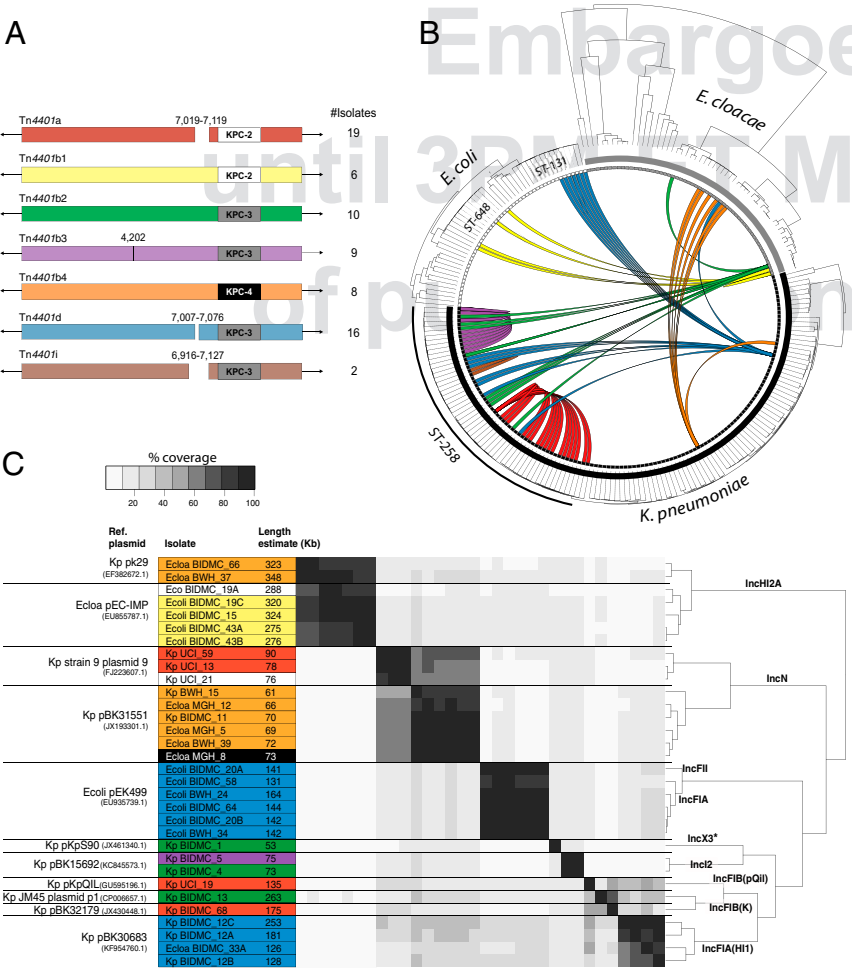 Embargoe
until 3PM ET M
of pu n
A
#Isolates
Tn4401a 7,019-7,119
KPC-2 19
Tn4401b1
KPC-2 6
Tn4401b2
KPC-3 10
Tn4401b3 4,202
KPC-3 9
Tn4401b4
KPC-4 8
Tn4401d 7,007-7,076
KPC-3 16
Tn4401i 6,916-7,127
KPC-3 2
B
E. cloacae
E. coli
ST-131
ST-648
ST-258
K. pneumoniae
C
% coverage
20 40 60 80 100
Ref. plasmid Isolate Length estimate (Kb)
Kp pk29 (EF382672.1)
Ecloa BIDMC_66 323
Ecloa BWH_37 348
Ecloa pEC-IMP (EU855787.1)
Eco BIDMC_19A 288
Ecoli BIDMC_19C 320
Ecoli BIDMC_15 324
Ecoli BIDMC_43A 275
Ecoli BIDMC_43B 276
IncHI2A
Kp strain 9 plasmid 9 (FJ223607.1)
Kp UCI_59 90
Kp UCI_13 78
Kp UCI_21 76
IncN
Kp pBK31551 (JX193301.1)
Kp BWH_15 61
Ecloa MGH_12 66
Kp BIDMC_11 70
Ecloa MGH_5 69
Ecloa BWH_39 72
Ecloa MGH_8 73
Ecoli pEK499 (EU935739.1)
Ecoli BIDMC_20A 141
Ecoli BIDMC_58 131
Ecoli BWH_24 164
Ecoli BIDMC_64 144
Ecoli BIDMC_20B 142
Ecoli BWH_34 142
IncFII
IncFIA
Kp pKpS90 (JX461340.1) Kp BIDMC_1 53 IncX3*
Kp pBK15692 (KC845573.1)
Kp BIDMC_5 75
Kp BIDMC_4 73
IncI2
Kp pKpQIL (GU595196.1) Kp UCI_19 135 IncFIB(pQil)
Kp JM45 plasmid p1 (CP006657.1) Kp BIDMC_13 263
Kp pBK32179 (JX430448.1) Kp BIDMC_68 175 IncFIB(K)
Kp pBK30683 (KF954760.1)
Kp BIDMC_12C 253
Kp BIDMC_12A 181
Ecloa BIDMC_33A 126
Kp BIDMC_12B 128
IncFIA(HI1)